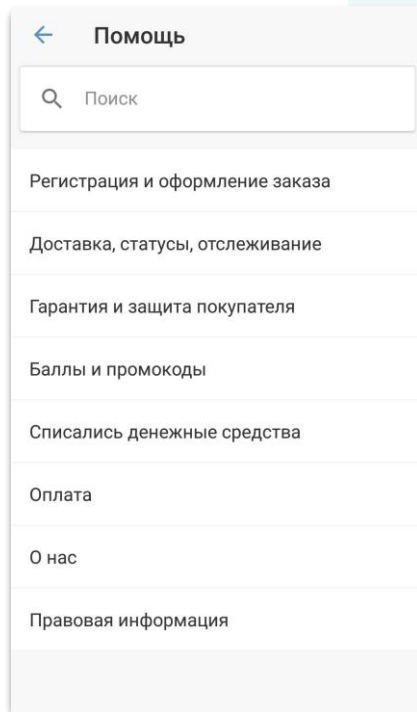 Помощь
Поиск
Регистрация и оформление заказа
Доставка, статусы, отслеживание
Гарантия и защита покупателя
Баллы и промокоды
Списались денежные средства
Оплата
О нас
Правовая информация